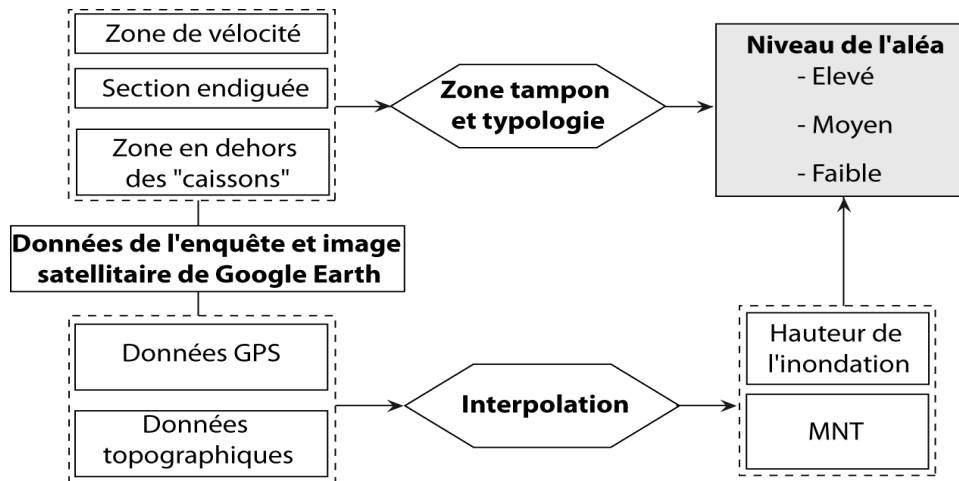 Zone de vélocité
Section endiguée
Zone en dehors
des "caissons"
Zone tampon
et typologie
Niveau de l'aléa
- Elevé
- Moyen
- Faible
Données de l'enquête et image
satellitaire de Google Earth
Données GPS
Données
topographiques
Interpolation
Hauteur de
l'inondation
MNT